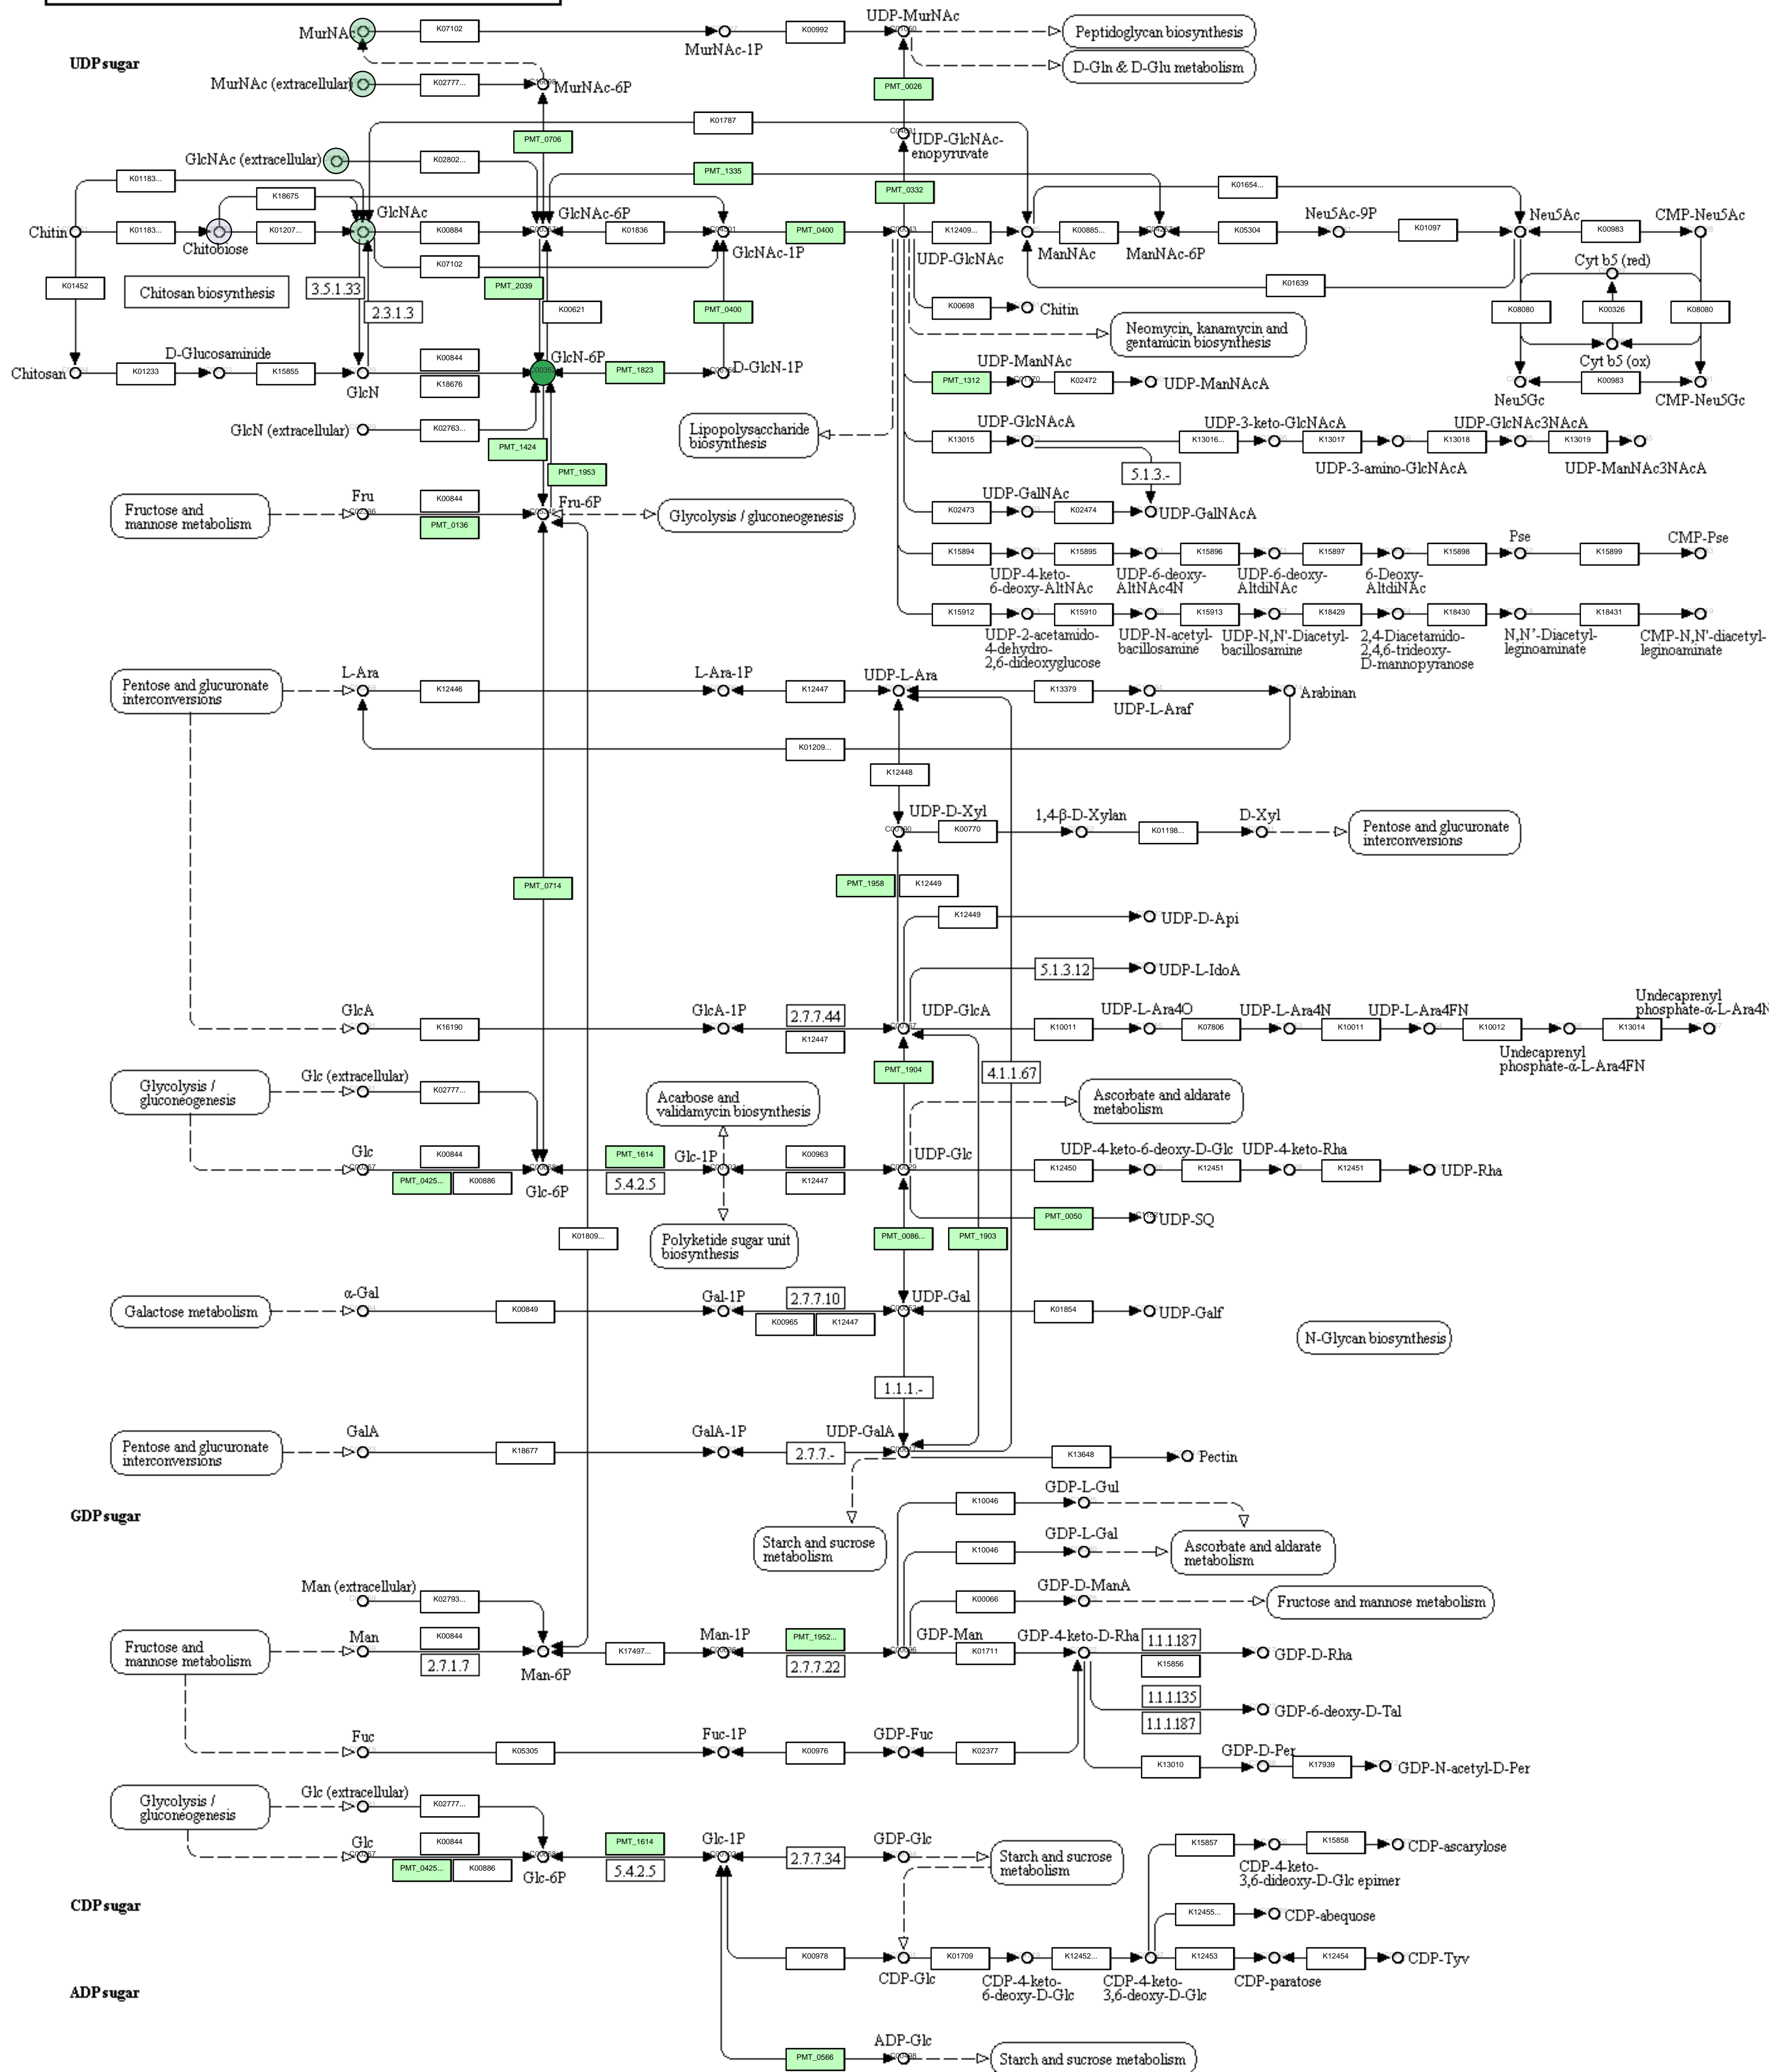 MurNAc
K07102
MurNAc-1P
K00992
UDP-MurNAc
Peptidoglycan biosynthesis
UDP sugar
D-Gln & D-Glu metabolism
MurNAc (extracellular)
K02777...
MurNAc-6P
PMT_0026
K01787
PMT_0706
UDP-GlcNAc-
enopyruvate
GlcNAc (extracellular)
K02802...
PMT_1335
K01183...
K18675
PMT_0332
K01654...
GlcNAc
GlcNAc-6P
Neu5Ac-9P
Neu5Ac
CMP-Neu5Ac
Chitin
K01183...
Chitobiose
K01207...
K00884
K01836
GlcNAc-1P
PMT_0400
UDP-GlcNAc
K12409...
ManNAc
K00885...
ManNAc-6P
K05304
K01097
K00983
K07102
Cyt b5 (red)
K01452
Chitosan biosynthesis
3.5.1.33
2.3.1.3
PMT_2039
K00621
PMT_0400
K01639
K00698
Chitin
K08080
K00326
K08080
Neomycin, kanamycin and
gentamicin biosynthesis
D-Glucosaminide
K00844
GlcN-6P
UDP-ManNAc
Cyt b5 (ox)
Chitosan
K01233
K15855
GlcN
K18676
C00352
PMT_1823
D-GlcN-1P
PMT_1312
K02472
UDP-ManNAcA
Neu5Gc
K00983
CMP-Neu5Gc
GlcN (extracellular)
K02763...
Lipopolysaccharide
biosynthesis
UDP-GlcNAcA
UDP-3-keto-GlcNAcA
UDP-GlcNAc3NAcA
PMT_1424
K13015
K13016...
K13017
K13018
K13019
UDP-3-amino-GlcNAcA
UDP-ManNAc3NAcA
PMT_1953
5.1.3.-
Fructose and
mannose metabolism
Fru
K00844
PMT_0136
Fru-6P
Glycolysis / gluconeogenesis
UDP-GalNAc
K02473
K02474
UDP-GalNAcA
Pse
CMP-Pse
K15894
K15895
K15896
K15897
K15898
K15899
UDP-4-keto-
6-deoxy-AltNAc
UDP-6-deoxy-
AltNAc4N
UDP-6-deoxy-
AltdiNAc
6-Deoxy-
AltdiNAc
K15912
K15910
K15913
K18429
K18430
K18431
UDP-2-acetamido-
4-dehydro-
2,6-dideoxyglucose
UDP-N-acetyl-
bacillosamine
UDP-N,N'-Diacetyl-
bacillosamine
2,4-Diacetamido-
2,4,6-trideoxy-
D-mannopyranose
N,N'-Diacetyl-
leginoaminate
CMP-N,N'-diacetyl-
leginoaminate
Pentose and glucuronate
interconversions
L-Ara
K12446
L-Ara-1P
K12447
UDP-L-Ara
K13379
UDP-L-Araf
Arabinan
K01209...
K12448
UDP-D-Xyl
K00770
1,4-β-D-Xylan
K01198...
D-Xyl
Pentose and glucuronate
interconversions
PMT_0714
PMT_1958
K12449
K12449
UDP-D-Api
5.1.3.12
UDP-L-IdoA
GlcA
K16190
GlcA-1P
2.7.7.44
K12447
UDP-GlcA
K10011
UDP-L-Ara4O
K07806
UDP-L-Ara4N
K10011
UDP-L-Ara4FN
K10012
Undecaprenyl
phosphate-α-L-Ara4FN
K13014
Undecaprenyl
phosphate-α-L-Ara4N
Glycolysis /
gluconeogenesis
Glc (extracellular)
K02777...
Acarbose and
validamycin biosynthesis
PMT_1904
4.1.1.67
Ascorbate and aldarate
metabolism
Glc
K00844
PMT_0425...
K00886
Glc-6P
PMT_1614
5.4.2.5
Glc-1P
K00963
K12447
UDP-Glc
K12450
UDP-4-keto-6-deoxy-D-Glc
K12451
UDP-4-keto-Rha
K12451
UDP-Rha
K01809...
Polyketide sugar unit
biosynthesis
PMT_0086...
PMT_1903
PMT_0050
UDP-SQ
Galactose metabolism
α-Gal
K00849
Gal-1P
2.7.7.10
K00965
K12447
UDP-Gal
K01854
UDP-Galf
N-Glycan biosynthesis
1.1.1.-
Pentose and glucuronate
interconversions
GalA
K18677
GalA-1P
2.7.7.-
UDP-GalA
K13648
Pectin
GDP sugar
Starch and sucrose
metabolism
K10046
GDP-L-Gul
K10046
GDP-L-Gal
Ascorbate and aldarate
metabolism
Man (extracellular)
K02793...
K00066
GDP-D-ManA
Fructose and mannose metabolism
Fructose and
mannose metabolism
Man
K00844
2.7.1.7
Man-6P
K17497...
Man-1P
PMT_1952...
2.7.7.22
GDP-Man
K01711
GDP-4-keto-D-Rha
1.1.1.187
K15856
GDP-D-Rha
1.1.1.135
1.1.1.187
GDP-6-deoxy-D-Tal
Fuc
K05305
Fuc-1P
K00976
GDP-Fuc
K02377
K13010
GDP-D-Per
K17939
GDP-N-acetyl-D-Per
Glycolysis /
gluconeogenesis
Glc (extracellular)
K02777...
Glc
K00844
PMT_0425...
K00886
Glc-6P
PMT_1614
5.4.2.5
Glc-1P
2.7.7.34
GDP-Glc
Starch and sucrose
metabolism
K15857
K15858
CDP-ascarylose
CDP-4-keto-
3,6-dideoxy-D-Glc epimer
CDP sugar
K12455...
CDP-abequose
K00978
CDP-Glc
K01709
CDP-4-keto-
6-deoxy-D-Glc
K12452...
CDP-4-keto-
3,6-deoxy-D-Glc
K12453
CDP-paratose
K12454
CDP-Tyv
ADP sugar
PMT_0566
ADP-Glc
Starch and sucrose metabolism